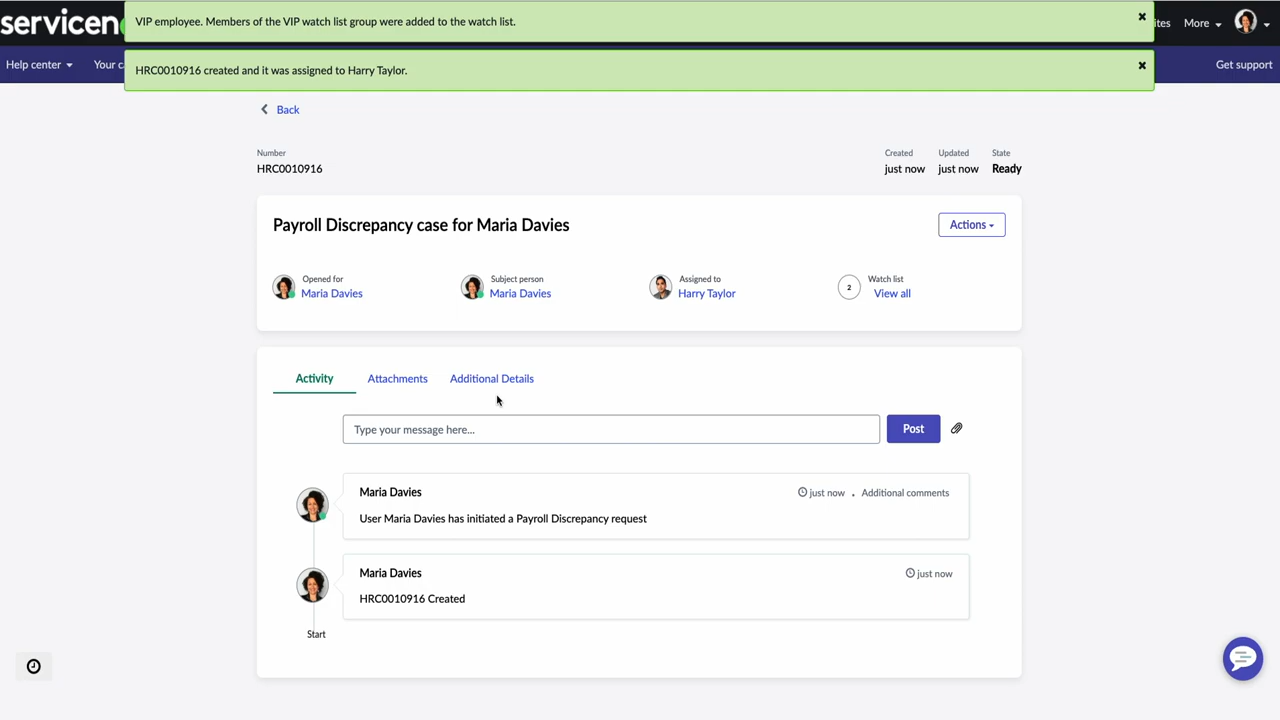 servicen
VIP employee. Members of the VIP watch list group were added to the watch list.
More
Help center
Your c
HRC0010916 created and it was assigned to Harry Taylor.
Get support
Back
Number
HRC0010916
Created
just now
Updated
just now
State
Ready
Payroll Discrepancy case for Maria Davies
Actions
Opened for
Maria Davies
Subject person
Maria Davies
Assigned to
Harry Taylor
2
Watch list
View all
Activity
Attachments
Additional Details
Type your message here...
Post
Maria Davies
just now . Additional comments
User Maria Davies has initiated a Payroll Discrepancy request
Maria Davies
just now
HRC0010916 Created
Start